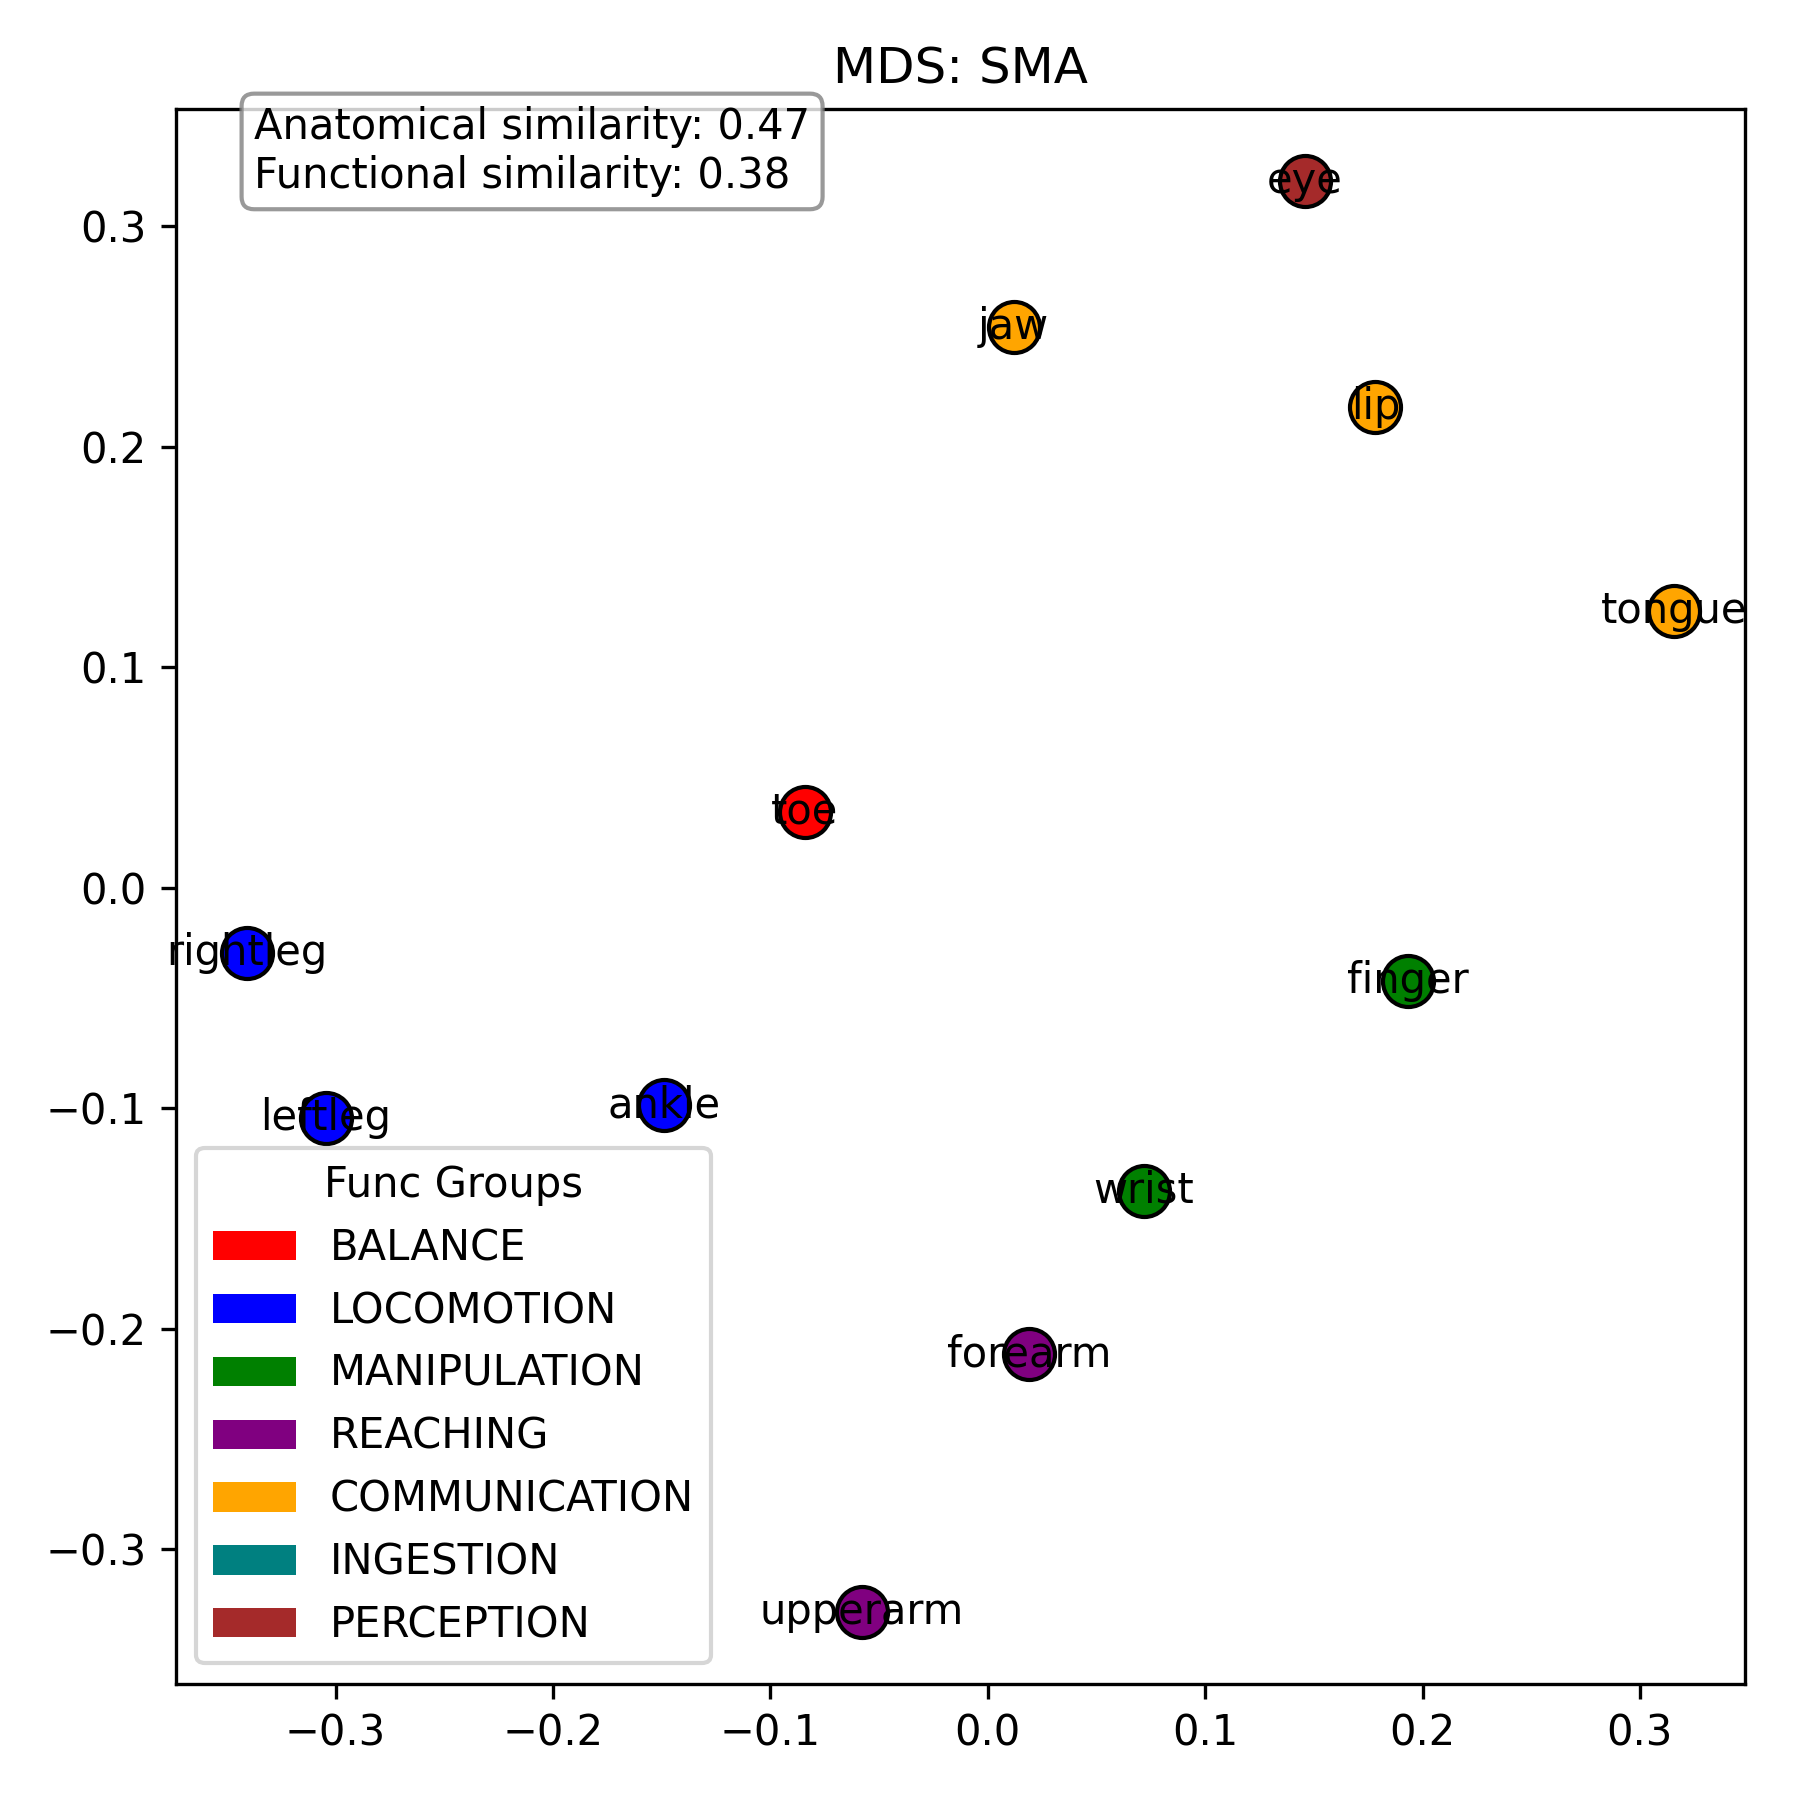 MDS: SMA
Anatomical similarity: 0.47
Functional similarity: 0.38
eye
0.3
jaw
lip
0.2
tongue
0.1
toe
0.0
rightleg
finger
−0.1
leftleg
ankle
wrist
Func Groups
BALANCE
LOCOMOTION
−0.2
forearm
MANIPULATION
REACHING
COMMUNICATION
−0.3
INGESTION
upperarm
PERCEPTION
−0.3
−0.2
−0.1
0.0
0.1
0.2
0.3